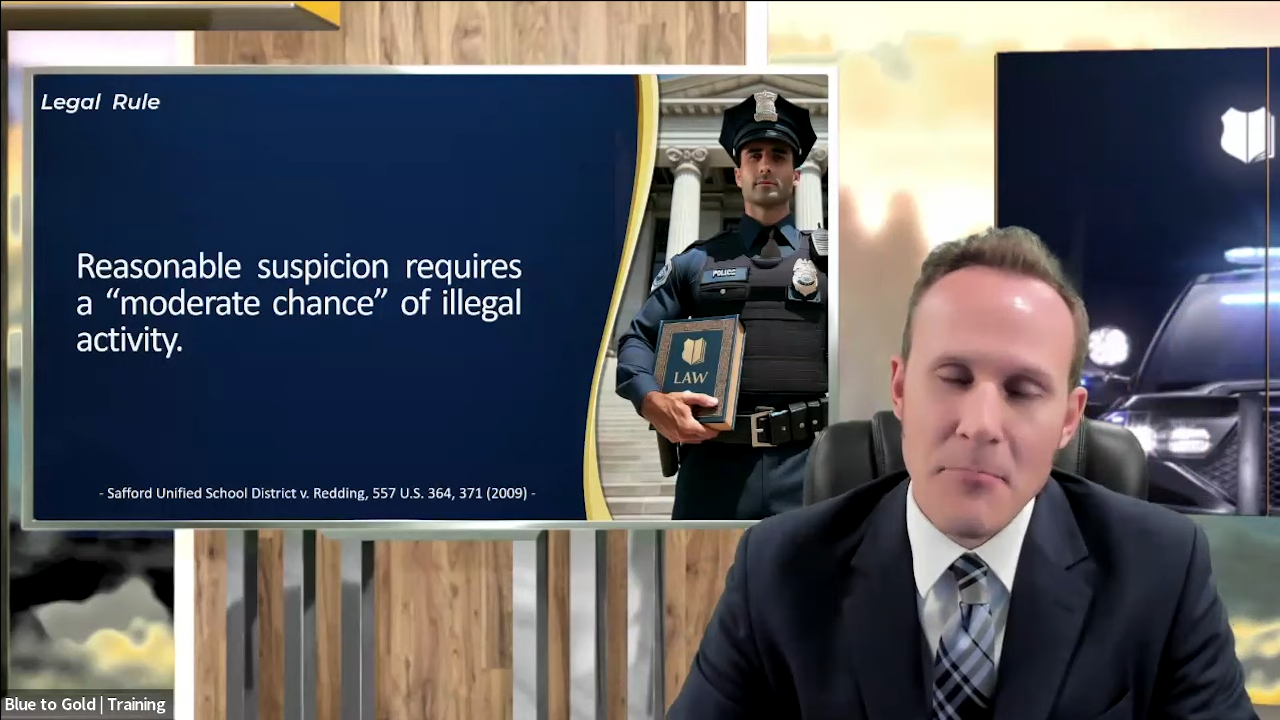 Legal Rule
Reasonable suspicion requires
a “moderate chance” of illegal
activity.
- Safford Unified School District v. Redding, 557 U.S. 364, 371 (2009) -
POLICE
LAW
Blue to Gold | Training